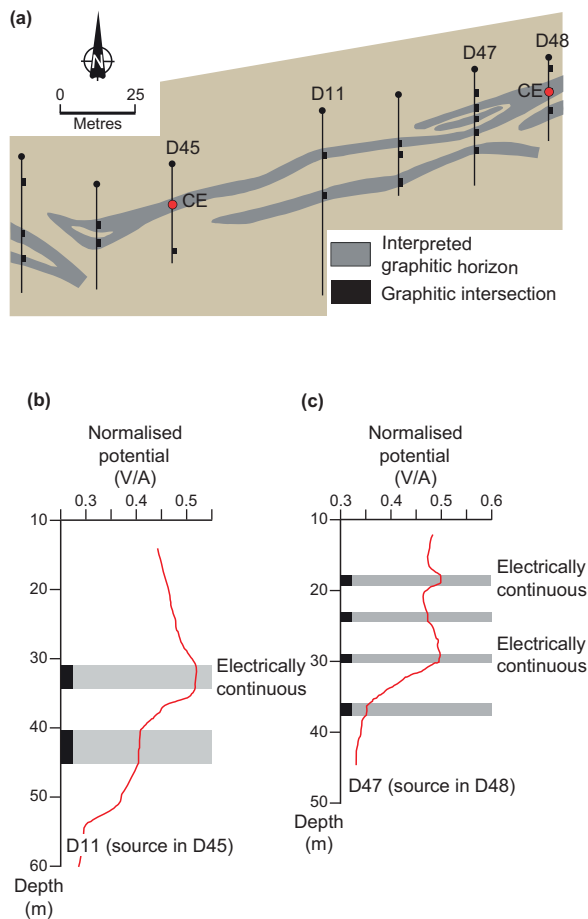 (a)
0 25
Metres
D45
CE
D11
D47
D48
CE
Interpreted
graphitic horizon
Graphitic intersection
(b)
Normalised
potential
(V/A)
0.3 0.5
10
20
30
40
50
60
Electrically
continuous
D11 (source in D45)
Depth
(m)
(c)
Normalised
potential
(V/A)
0.3 0.4 0.5 0.6
10
20
30
40
50
Electrically
continuous
Electrically
continuous
D47 (source in D48)
Depth
(m)